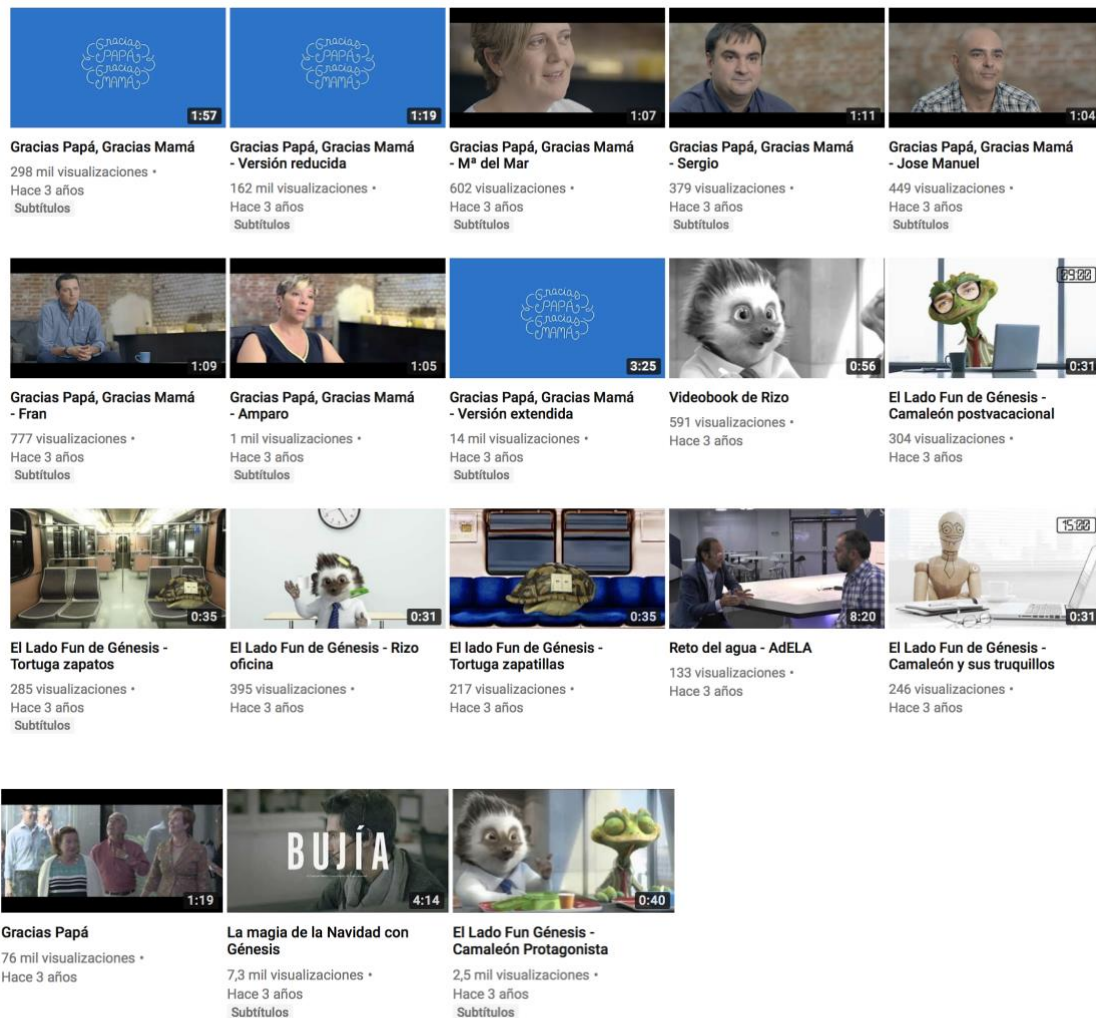 Gracias
PAPÁ
Gracias
MAMÁ
1:57
Gracias
PAPÁ
Gracias
MAMÁ
1:19
1:07
1:11
1:04
Gracias Papá, Gracias Mamá
298 mil visualizaciones •
Hace 3 años
Subtítulos
Gracias Papá, Gracias Mamá
- Versión reducida
162 mil visualizaciones •
Hace 3 años
Subtítulos
Gracias Papá, Gracias Mamá
- Mª del Mar
602 visualizaciones •
Hace 3 años
Subtítulos
Gracias Papá, Gracias Mamá
- Sergio
379 visualizaciones •
Hace 3 años
Subtítulos
Gracias Papá, Gracias Mamá
- Jose Manuel
449 visualizaciones •
Hace 3 años
Subtítulos
1:09
1:05
Gracias
PAPÁ
Gracias
MAMÁ
3:25
0:56
09:00
0:31
Gracias Papá, Gracias Mamá
- Fran
777 visualizaciones •
Hace 3 años
Subtítulos
Gracias Papá, Gracias Mamá
- Amparo
1 mil visualizaciones •
Hace 3 años
Subtítulos
Gracias Papá, Gracias Mamá
- Versión extendida
14 mil visualizaciones •
Hace 3 años
Subtítulos
Videobook de Rizo
591 visualizaciones •
Hace 3 años
El Lado Fun de Génesis -
Camaleón postvacacional
304 visualizaciones •
Hace 3 años
0:35
0:31
0:35
8:20
15:00
0:31
El Lado Fun de Génesis -
Tortuga zapatos
285 visualizaciones •
Hace 3 años
Subtítulos
El Lado Fun de Génesis - Rizo
oficina
395 visualizaciones •
Hace 3 años
El lado Fun de Génesis -
Tortuga zapatillas
217 visualizaciones •
Hace 3 años
Reto del agua - AdELA
133 visualizaciones •
Hace 3 años
El Lado Fun de Génesis -
Camaleón y sus truquillos
246 visualizaciones •
Hace 3 años
1:19
BUJÍA
4:14
0:40
Gracias Papá
76 mil visualizaciones •
Hace 3 años
La magia de la Navidad con
Génesis
7,3 mil visualizaciones •
Hace 3 años
Subtítulos
El Lado Fun Génesis -
Camaleón Protagonista
2,5 mil visualizaciones •
Hace 3 años
Subtítulos